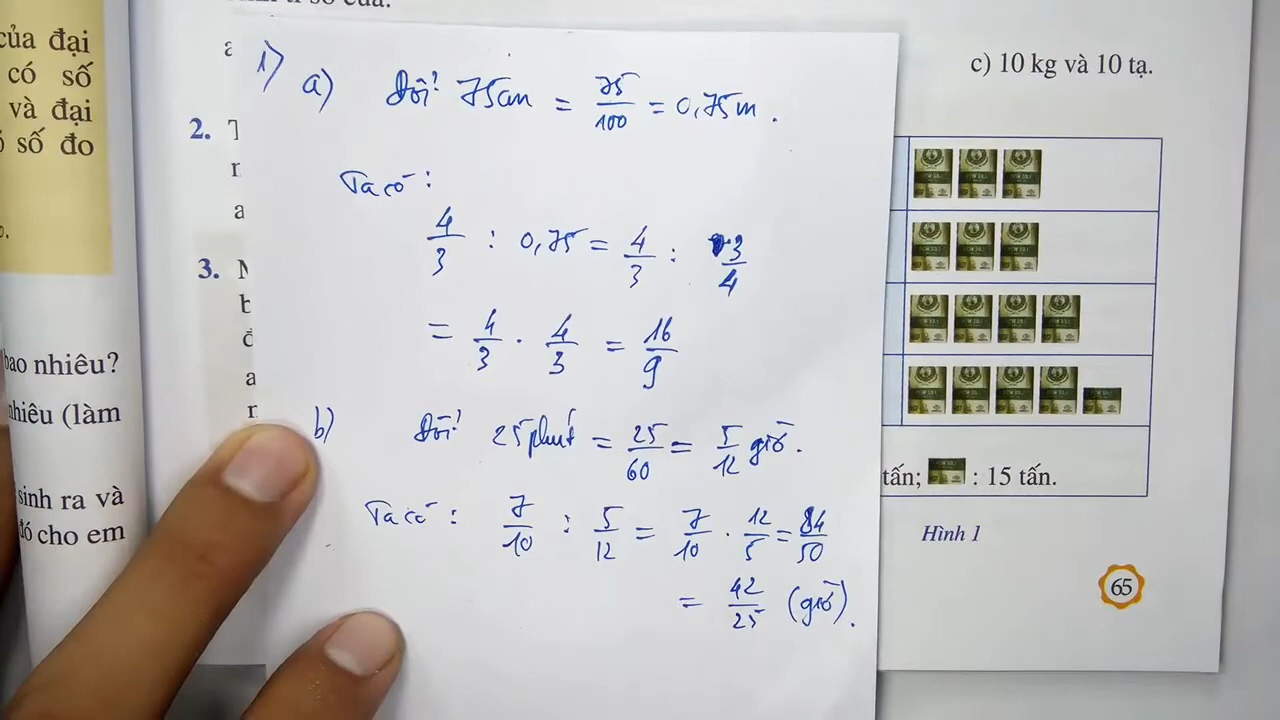 của đại
có số
và đại
số đo
bao nhiêu?
nhiêu (làm
sinh ra và
đó cho em
số của:
a
2.
a
3.
b
a
c) 10 kg và 10 tạ.
1) a) Đổi 75cm = 75/100 = 0,75m.
Ta có:
4/3 : 0,75 = 4/3 : 3/4
= 4/3 . 4/3 = 16/9
b) Đổi 25phút = 25/60 = 5/12 giờ.
Ta có: 7/10 : 5/12 = 7/10 . 12/5 = 84/50
= 42/25 (giờ).
tấn; : 15 tấn.
Hình 1
65